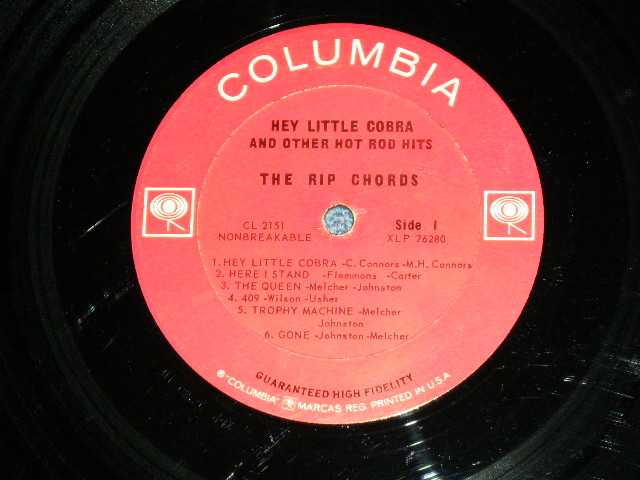 COLUMBIA
HEY LITTLE COBRA
AND OTHER HOT ROD HITS
THE RIP CHORDS
CL 2151
NONBREAKABLE
Side 1
XLP 76280
1. HEY LITTLE COBRA -C. Connors -M.H. Connors
2. HERE I STAND -Flemmons -Carter
3. THE QUEEN -Melcher -Johnston
4. 409 -Wilson -Usher
5. TROPHY MACHINE -Melcher
Johnston
6. GONE -Johnston -Melcher
GUARANTEED HIGH FIDELITY
® "COLUMBIA" MARCAS REG. PRINTED IN U.S.A.